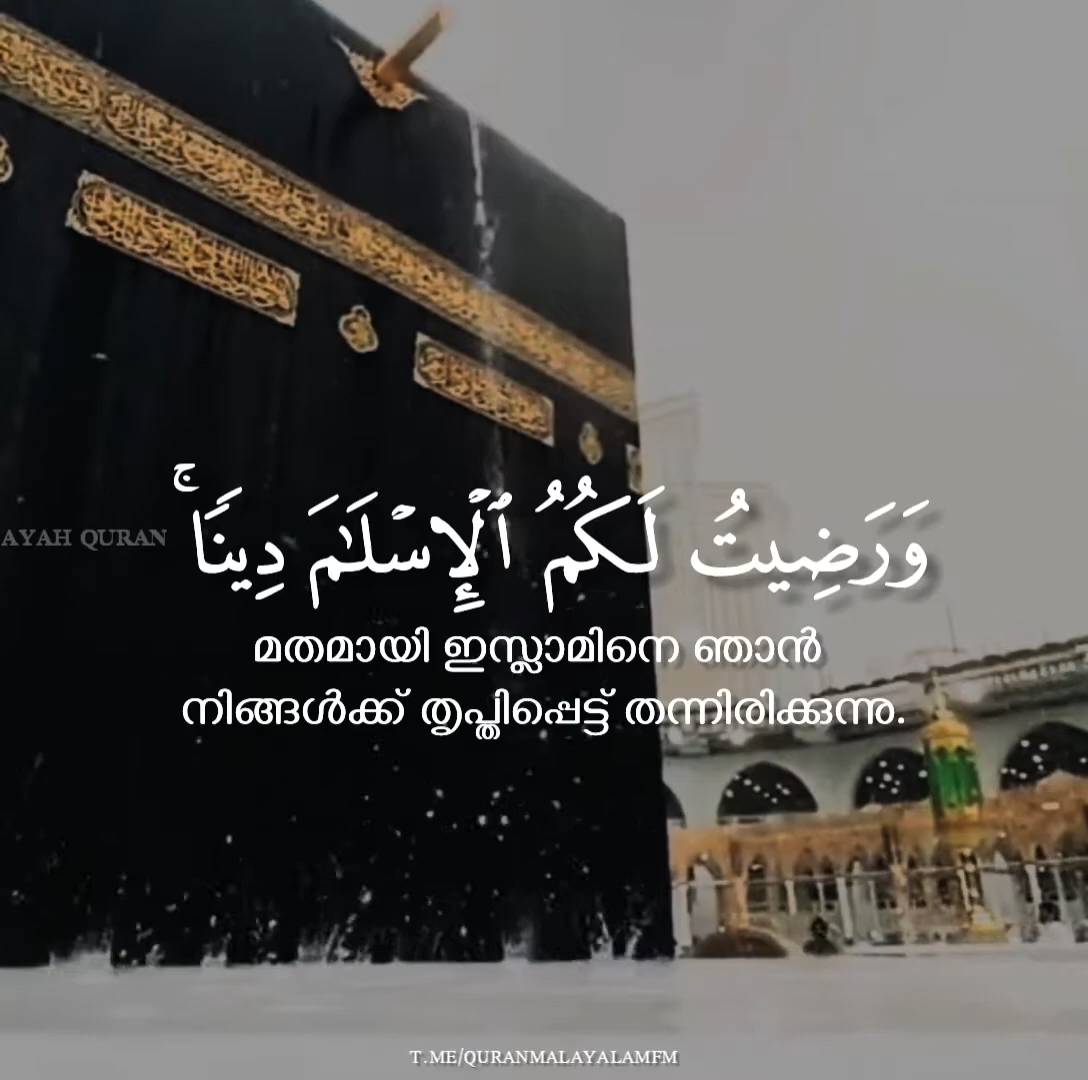 AYAH QURAN
وَرَضِيتُ لَكُمُ ٱلْإِسْلَـٰمَ دِينًا ۚ
മതമായി ഇസ്ലാമിനെ ഞാൻ
നിങ്ങൾക്ക് തൃപ്തിപ്പെട്ട് തന്നിരിക്കുന്നു.
T.ME/QURANMALAYALAMFM